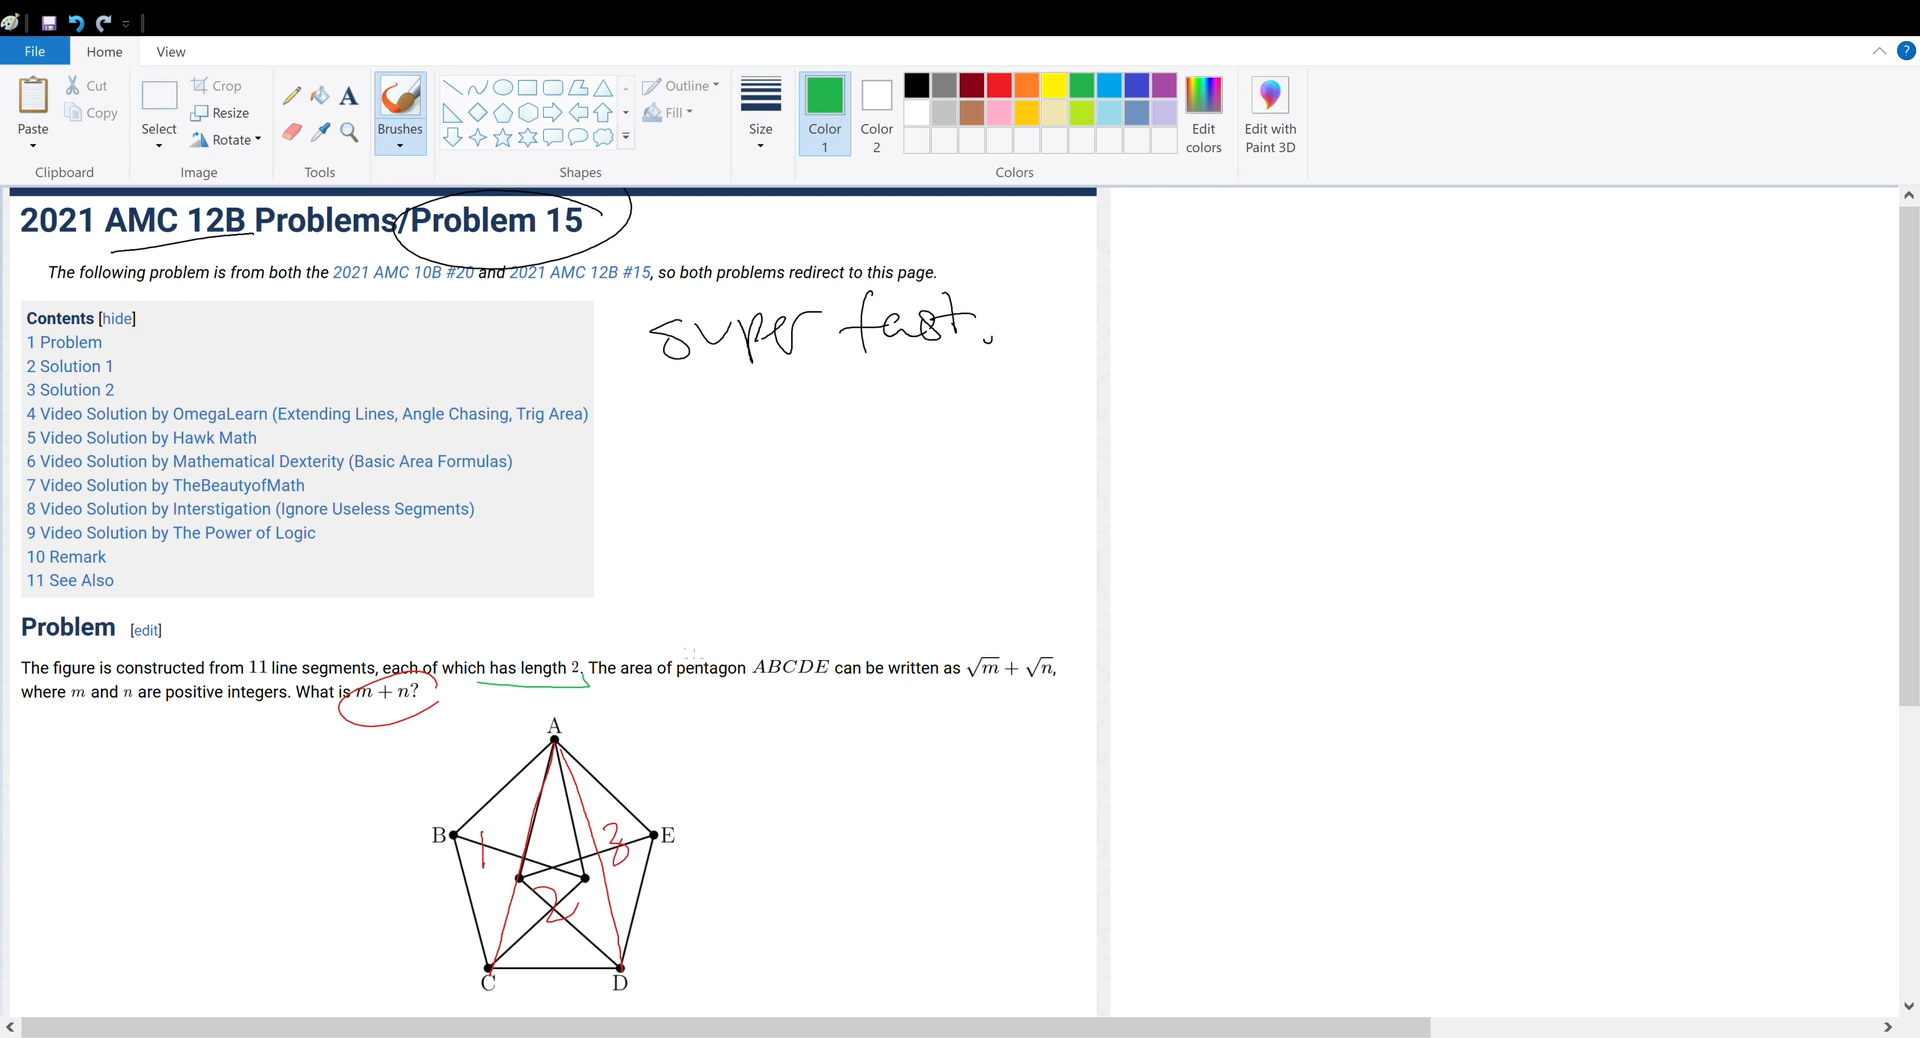 File Home View
Paste
Cut
Copy
Clipboard
Select
Crop
Resize
Rotate
Image
A
Tools
Brushes
Outline
Fill
Shapes
Size
Color 1
Color 2
Edit colors
Edit with Paint 3D
Colors
?
2021 AMC 12B Problems/Problem 15
The following problem is from both the 2021 AMC 10B #20 and 2021 AMC 12B #15, so both problems redirect to this page.
super fast.
Contents [hide]
1 Problem
2 Solution 1
3 Solution 2
4 Video Solution by OmegaLearn (Extending Lines, Angle Chasing, Trig Area)
5 Video Solution by Hawk Math
6 Video Solution by Mathematical Dexterity (Basic Area Formulas)
7 Video Solution by TheBeautyofMath
8 Video Solution by Interstigation (Ignore Useless Segments)
9 Video Solution by The Power of Logic
10 Remark
11 See Also
Problem [edit]
The figure is constructed from 11 line segments, each of which has length 2. The area of pentagon ABCDE can be written as √m + √n,
where m and n are positive integers. What is m + n?
A
B 1 3 E
2
C D